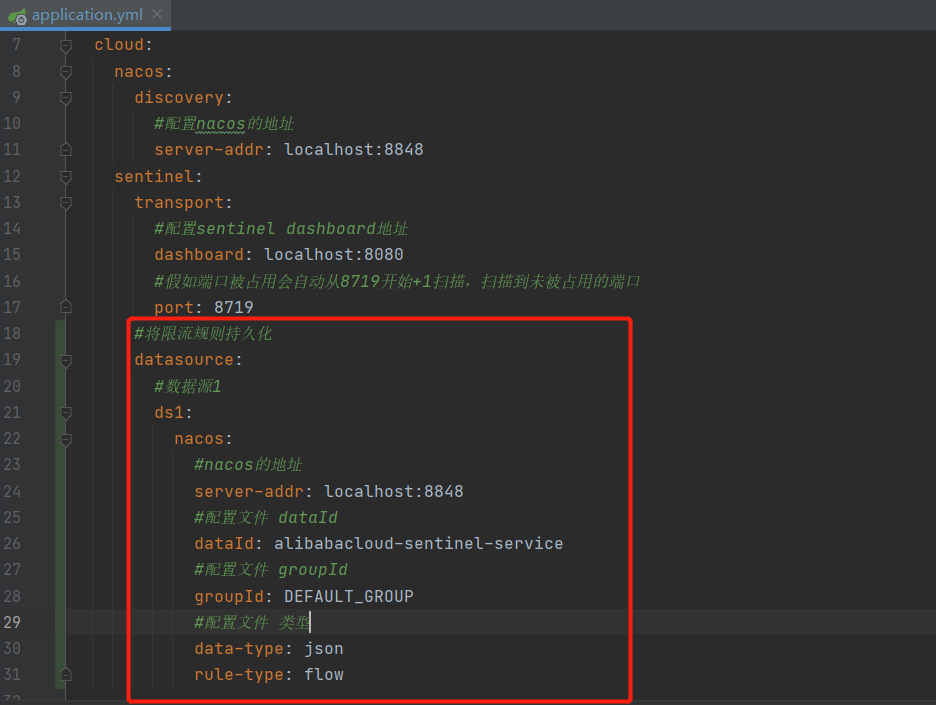 application.yml
7 cloud:
8 nacos:
9 discovery:
10 #配置nacos的地址
11 server-addr: localhost:8848
12 sentinel:
13 transport:
14 #配置sentinel dashboard地址
15 dashboard: localhost:8080
16 #假如端口被占用会自动从8719开始+1扫描，扫描到未被占用的端口
17 port: 8719
18 #将限流规则持久化
19 datasource:
20 #数据源1
21 ds1:
22 nacos:
23 #nacos的地址
24 server-addr: localhost:8848
25 #配置文件 dataId
26 dataId: alibabacloud-sentinel-service
27 #配置文件 groupId
28 groupId: DEFAULT_GROUP
29 #配置文件 类型
30 data-type: json
31 rule-type: flow
32